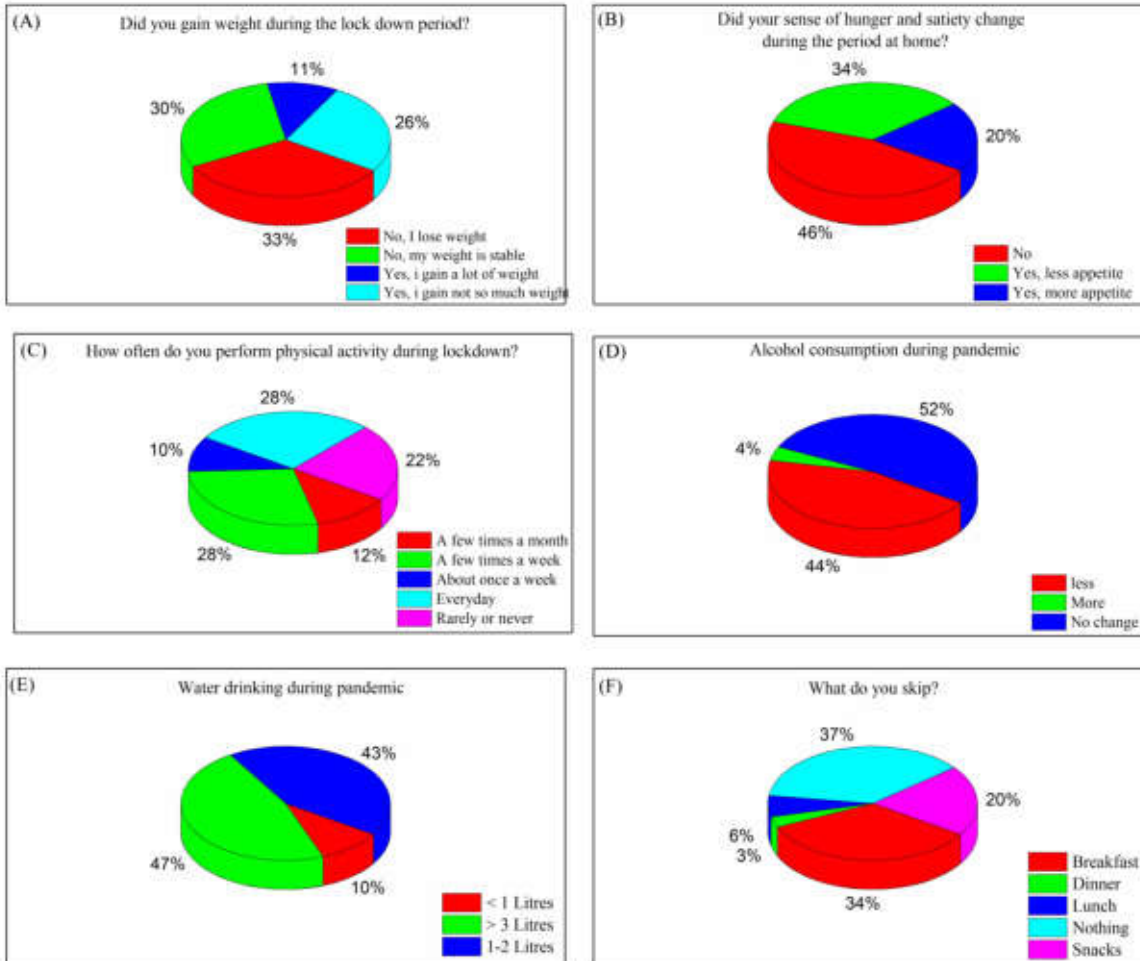 (A)
Did you gain weight during the lock down period?
11%
30%
26%
33%
No, I lose weight
No, my weight is stable
Yes, i gain a lot of weight
Yes, i gain not so much weight
(B)
Did your sense of hunger and satiety change
during the period at home?
34%
20%
46%
No
Yes, less appetite
Yes, more appetite
(C)
How often do you perform physical activity during lockdown?
28%
10%
22%
28%
12%
A few times a month
A few times a week
About once a week
Everyday
Rarely or never
(D)
Alcohol consumption during pandemic
52%
4%
44%
less
More
No change
(E)
Water drinking during pandemic
43%
47%
10%
< 1 Litres
> 3 Litres
1-2 Litres
(F)
What do you skip?
37%
20%
6%
3%
34%
Breakfast
Dinner
Lunch
Nothing
Snacks